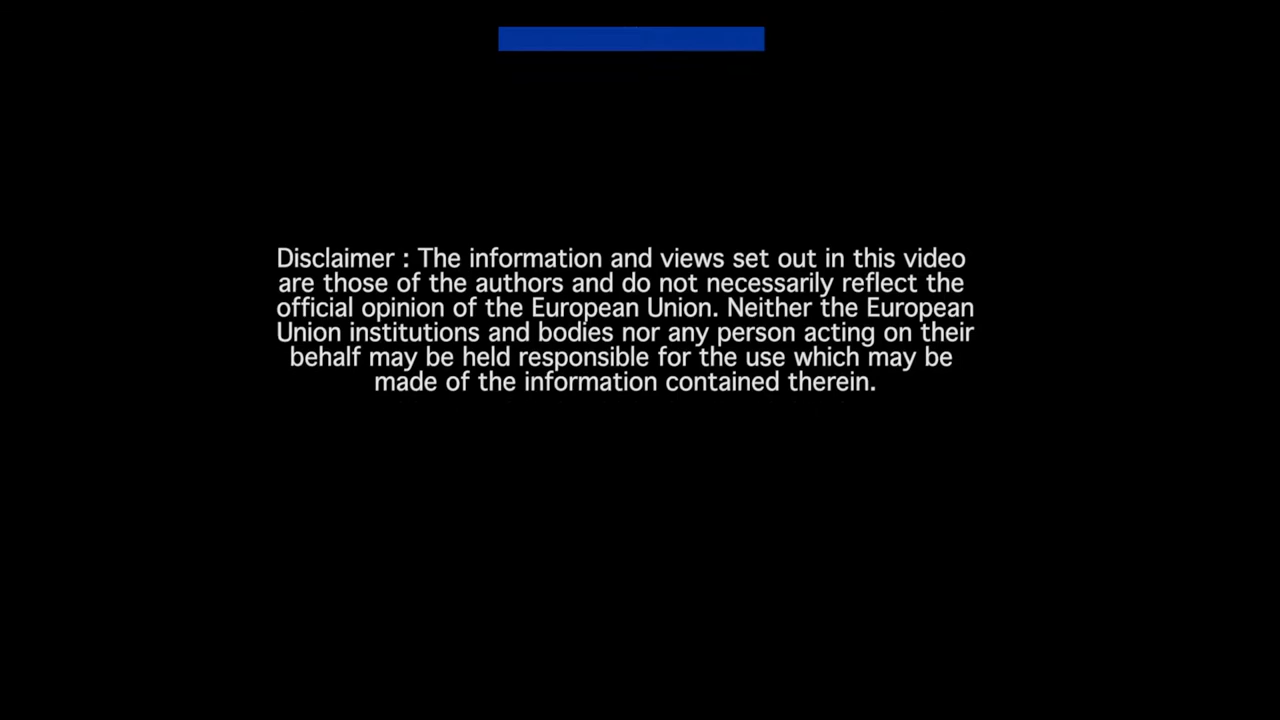 Disclaimer : The information and views set out in this video
are those of the authors and do not necessarily reflect the
official opinion of the European Union. Neither the European
Union institutions and bodies nor any person acting on their
behalf may be held responsible for the use which may be
made of the information contained therein.